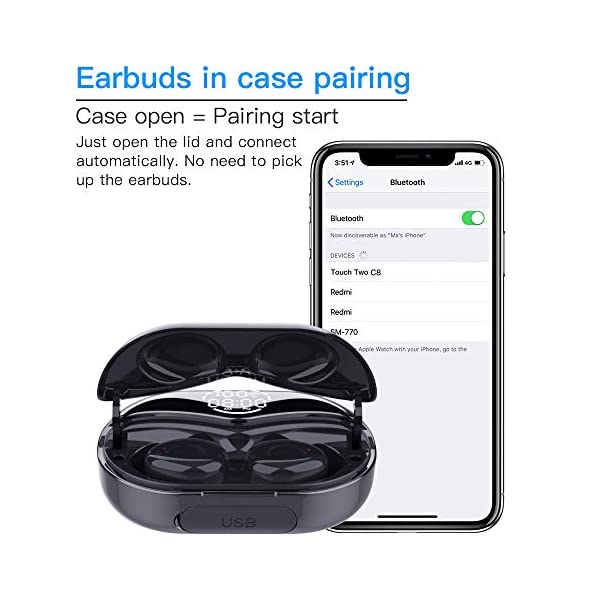 Earbuds in case pairing
Case open = Pairing start
Just open the lid and connect
automatically. No need to pick
up the earbuds.
3:51
4G
Settings
Bluetooth
Bluetooth
Now discoverable as "Ma's iPhone".
DEVICES
Touch Two C8
Redmi
Redmi
SM-770
Apple Watch with your iPhone, go to the
USB